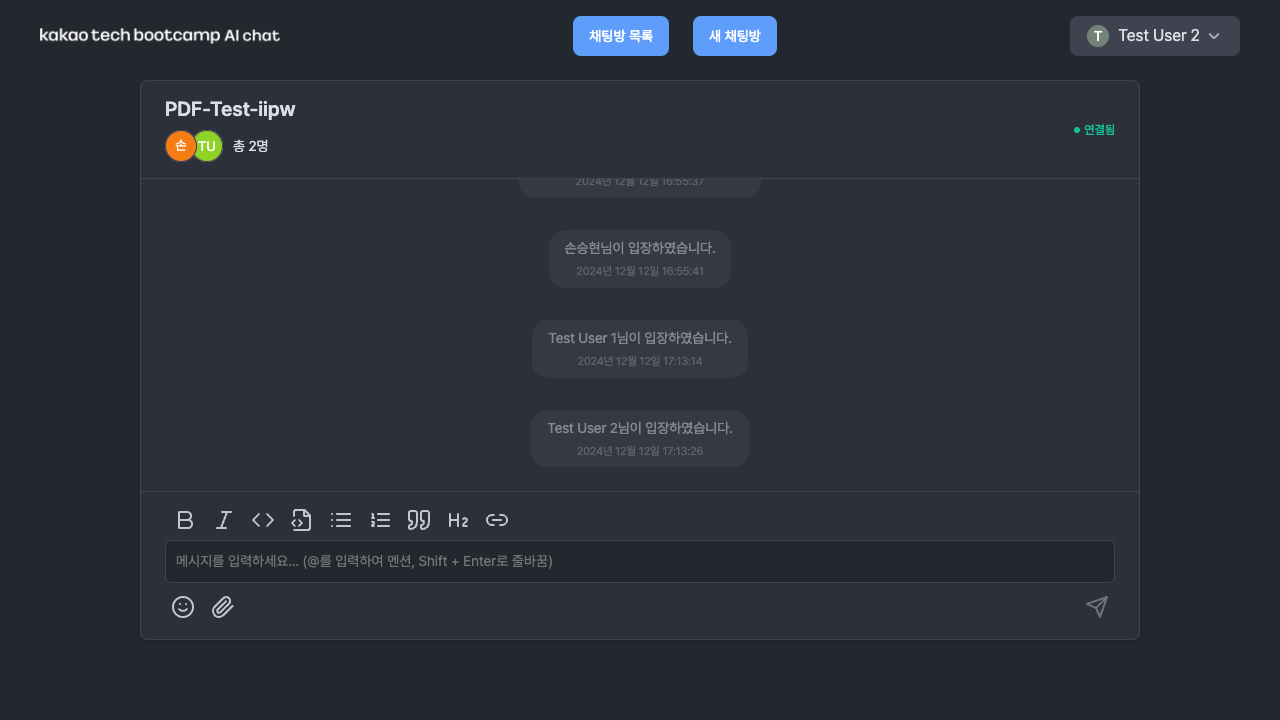 kakao tech bootcamp AI chat
채팅방 목록
새 채팅방
T
Test User 2
PDF-Test-iipw
손
TU
총 2명
연결됨
2024년 12월 12일 16:55:37
손승현님이 입장하였습니다.
2024년 12월 12일 16:55:41
Test User 1님이 입장하였습니다.
2024년 12월 12일 17:13:14
Test User 2님이 입장하였습니다.
2024년 12월 12일 17:13:26
메시지를 입력하세요... (@를 입력하여 멘션, Shift + Enter로 줄바꿈)